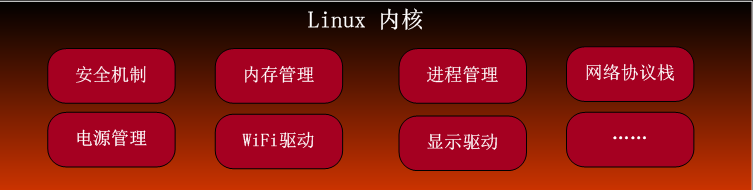 Linux 内核
安全机制
内存管理
进程管理
网络协议栈
电源管理
WiFi驱动
显示驱动
……